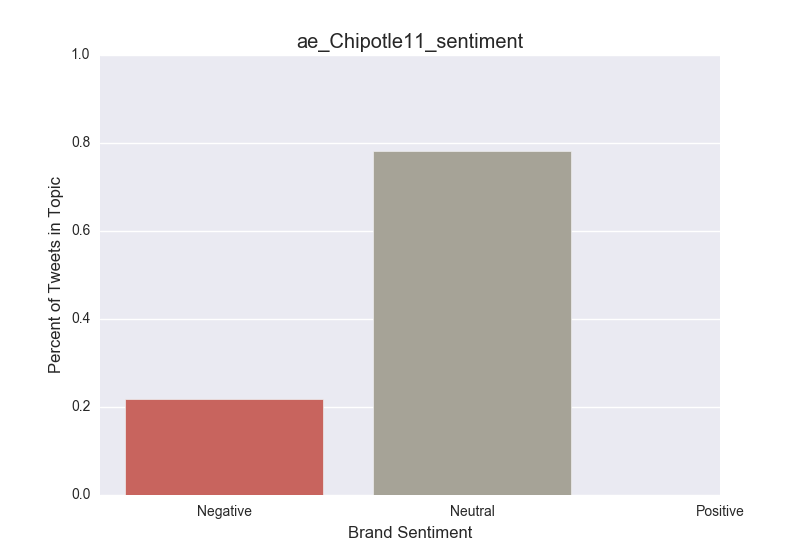 ae_Chipotle11_sentiment
1.0
0.8
0.6
0.4
0.2
0.0
Percent of Tweets in Topic
Negative Neutral Positive
Brand Sentiment